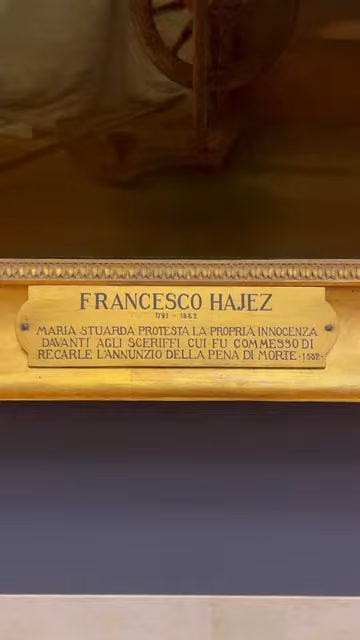 FRANCESCO HAJEZ
1791 - 1882
MARIA STUARDA PROTESTA LA PROPRIA INNOCENZA
DAVANTI AGLI SCERIFFI CUI FU COMMESSO DI
RECARLE L'ANNUNZIO DELLA PENA DI MORTE · 1832 ·